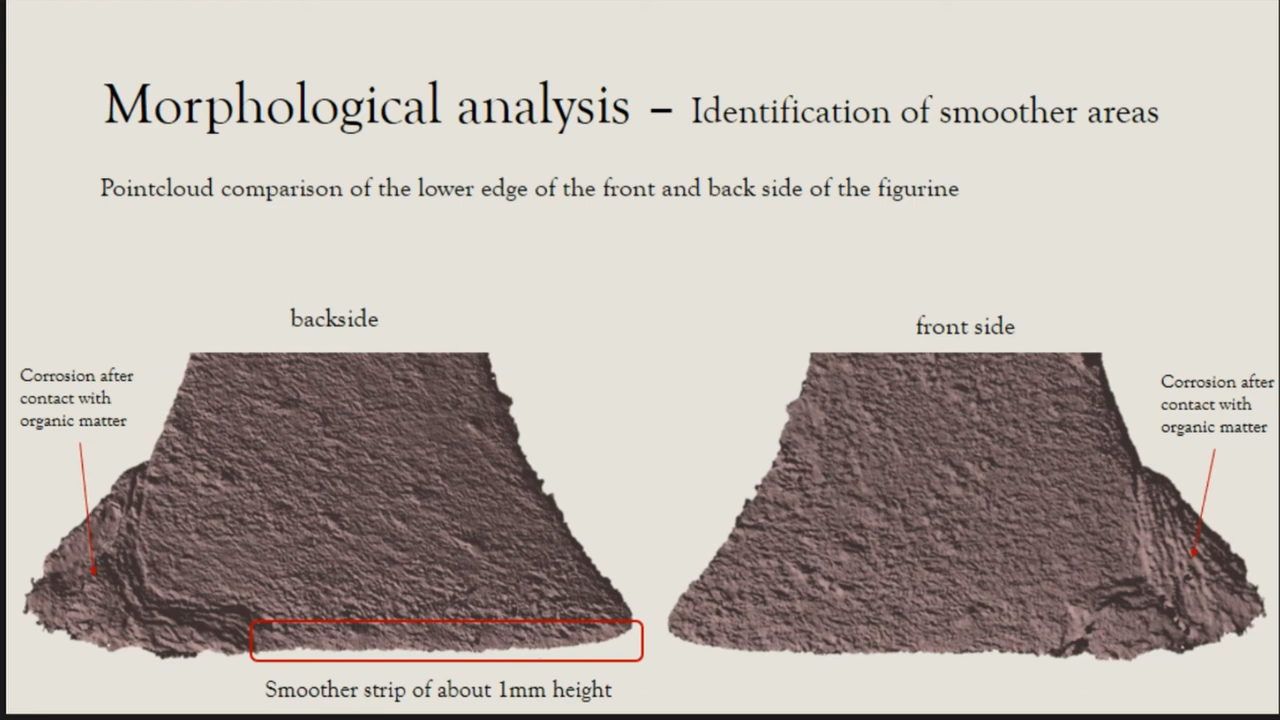 Morphological analysis – Identification of smoother areas
Pointcloud comparison of the lower edge of the front and back side of the figurine
backside
front side
Corrosion after
contact with
organic matter
Corrosion after
contact with
organic matter
Smoother strip of about 1mm height